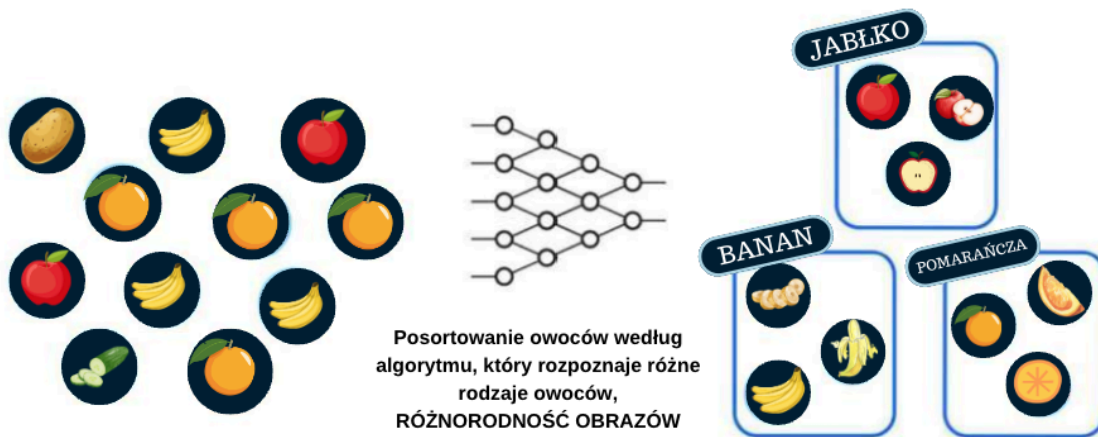 JABŁKO
BANAN
POMARAŃCZA
Posortowanie owoców według
algorytmu, który rozpoznaje różne
rodzaje owoców,
RÓŻNORODNOŚĆ OBRAZÓW